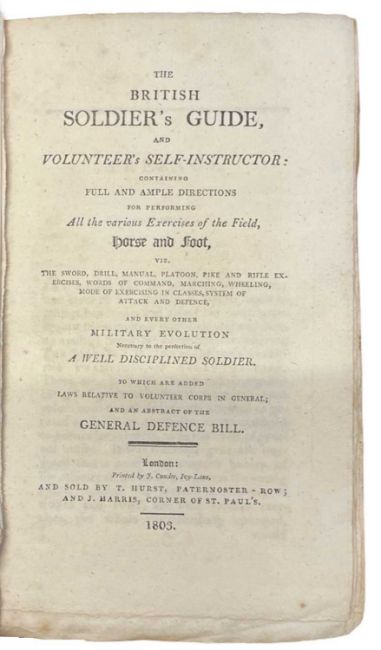 THE
BRITISH
SOLDIER's GUIDE,
AND
VOLUNTEER's SELF-INSTRUCTOR:
CONTAINING
FULL AND AMPLE DIRECTIONS
FOR PERFORMING
All the various Exercises of the Field,
Horse and Foot,
VIZ.
THE SWORD, DRILL, MANUAL, PLATOON, PIKE AND RIFLE EX-
ERCISES, WORDS OF COMMAND, MARCHING, WHEELING,
MODE OF EXERCISING IN CLASSES, SYSTEM OF
ATTACK AND DEFENCE,
AND EVERY OTHER
MILITARY EVOLUTION
Necessary to the perfection of
A WELL DISCIPLINED SOLDIER.
TO WHICH ARE ADDED
LAWS RELATIVE TO VOLUNTEER CORPS IN GENERAL;
AND AN ABSTRACT OF THE
GENERAL DEFENCE BILL.
London:
Printed by J. Cundee, Ivy-Lane,
AND SOLD BY T. HURST, PATERNOSTER-ROW;
AND J. HARRIS, CORNER OF ST. PAUL'S.
1803.